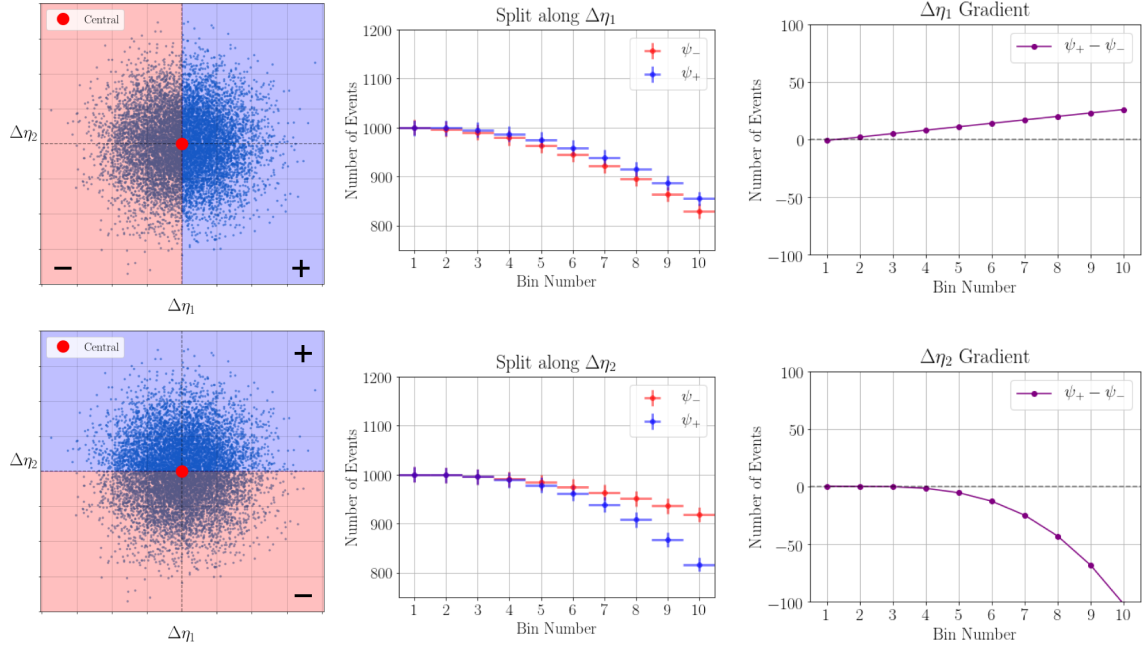 Central
Δη₂
−
+
Δη₁
Split along Δη₁
ψ₋
ψ₊
Number of Events
1200
1100
1000
900
800
1 2 3 4 5 6 7 8 9 10
Bin Number
Δη₁ Gradient
ψ₊ − ψ₋
Number of Events
100
50
0
−50
−100
1 2 3 4 5 6 7 8 9 10
Bin Number
Central
+
Δη₂
−
Δη₁
Split along Δη₂
ψ₋
ψ₊
Number of Events
1200
1100
1000
900
800
1 2 3 4 5 6 7 8 9 10
Bin Number
Δη₂ Gradient
ψ₊ − ψ₋
Number of Events
100
50
0
−50
−100
1 2 3 4 5 6 7 8 9 10
Bin Number